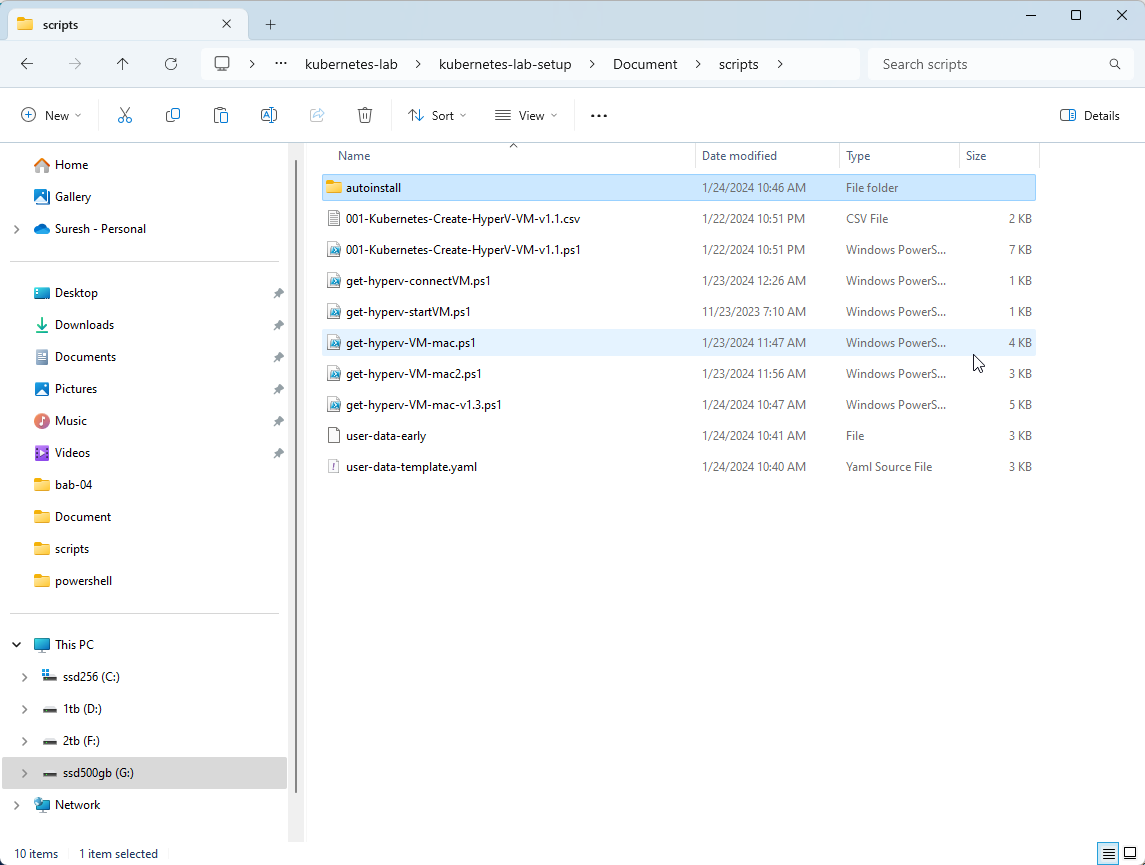 scripts
kubernetes-lab
kubernetes-lab-setup
Document
scripts
Search scripts
New
Sort
View
Details
Home
Gallery
Suresh - Personal
Desktop
Downloads
Documents
Pictures
Music
Videos
bab-04
Document
scripts
powershell
This PC
ssd256 (C:)
1tb (D:)
2tb (F:)
ssd500gb (G:)
Network
Name Date modified Type Size
autoinstall 1/24/2024 10:46 AM File folder
001-Kubernetes-Create-HyperV-VM-v1.1.csv 1/22/2024 10:51 PM CSV File 2 KB
001-Kubernetes-Create-HyperV-VM-v1.1.ps1 1/22/2024 10:51 PM Windows PowerS... 7 KB
get-hyperv-connectVM.ps1 1/23/2024 12:26 AM Windows PowerS... 1 KB
get-hyperv-startVM.ps1 11/23/2023 7:10 AM Windows PowerS... 1 KB
get-hyperv-VM-mac.ps1 1/23/2024 11:47 AM Windows PowerS... 4 KB
get-hyperv-VM-mac2.ps1 1/23/2024 11:56 AM Windows PowerS... 3 KB
get-hyperv-VM-mac-v1.3.ps1 1/24/2024 10:47 AM Windows PowerS... 5 KB
user-data-early 1/24/2024 10:41 AM File 3 KB
user-data-template.yaml 1/24/2024 10:40 AM Yaml Source File 3 KB
10 items 1 item selected